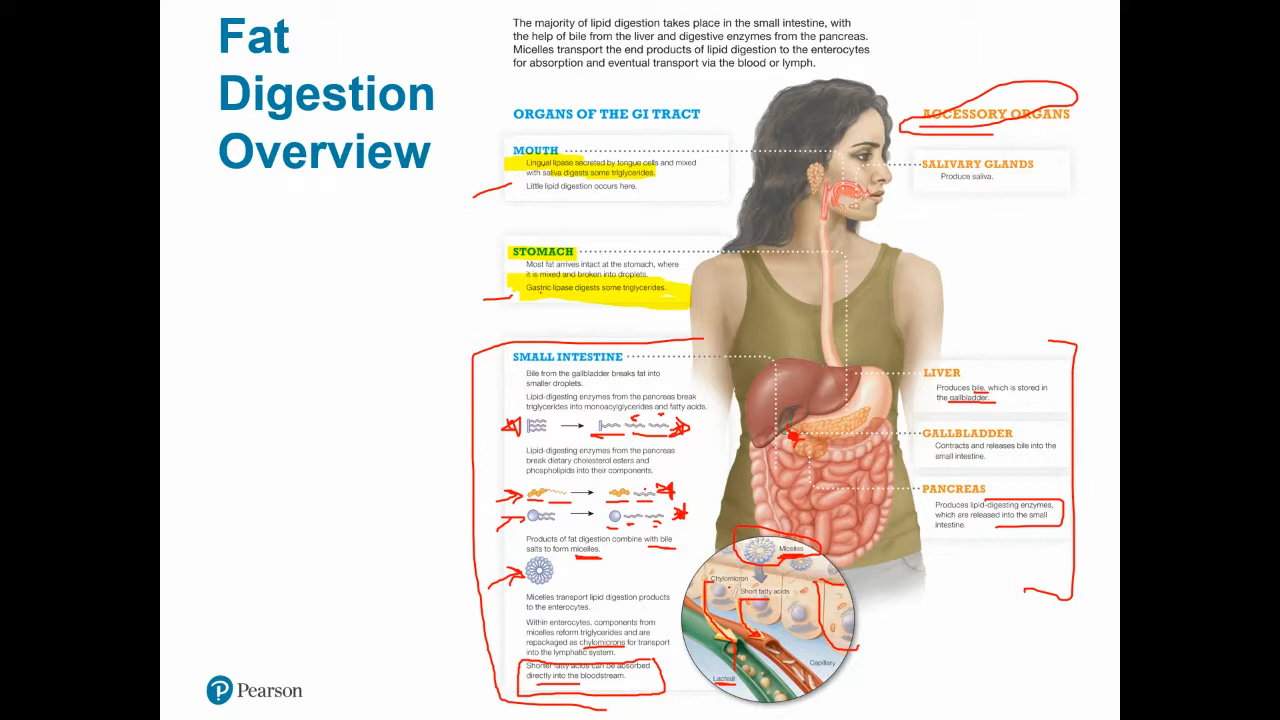 Fat
Digestion
Overview
The majority of lipid digestion takes place in the small intestine, with
the help of bile from the liver and digestive enzymes from the pancreas.
Micelles transport the end products of lipid digestion to the enterocytes
for absorption and eventual transport via the blood or lymph.
ORGANS OF THE GI TRACT
ACCESSORY ORGANS
MOUTH
Lingual lipase secreted by tongue cells and mixed
with saliva digests some triglycerides.
Little lipid digestion occurs here.
SALIVARY GLANDS
Produce saliva.
STOMACH
Most fat arrives intact at the stomach, where
it is mixed and broken into droplets.
Gastric lipase digests some triglycerides.
SMALL INTESTINE
Bile from the gallbladder breaks fat into
smaller droplets.
Lipid-digesting enzymes from the pancreas break
triglycerides into monoacylglycerides and fatty acids.
Lipid-digesting enzymes from the pancreas
break dietary cholesterol esters and
phospholipids into their components.
Products of fat digestion combine with bile
salts to form micelles.
Micelles transport lipid digestion products
to the enterocytes.
Within enterocytes, components from
micelles reform triglycerides and are
repackaged as chylomicrons for transport
into the lymphatic system.
Shorter fatty acids can be absorbed
directly into the bloodstream.
LIVER
Produces bile, which is stored in
the gallbladder.
GALLBLADDER
Contracts and releases bile into the
small intestine.
PANCREAS
Produces lipid-digesting enzymes,
which are released into the small
intestine.
Micelles
Chylomicron
Short fatty acids
Capillary
Lacteal
Pearson